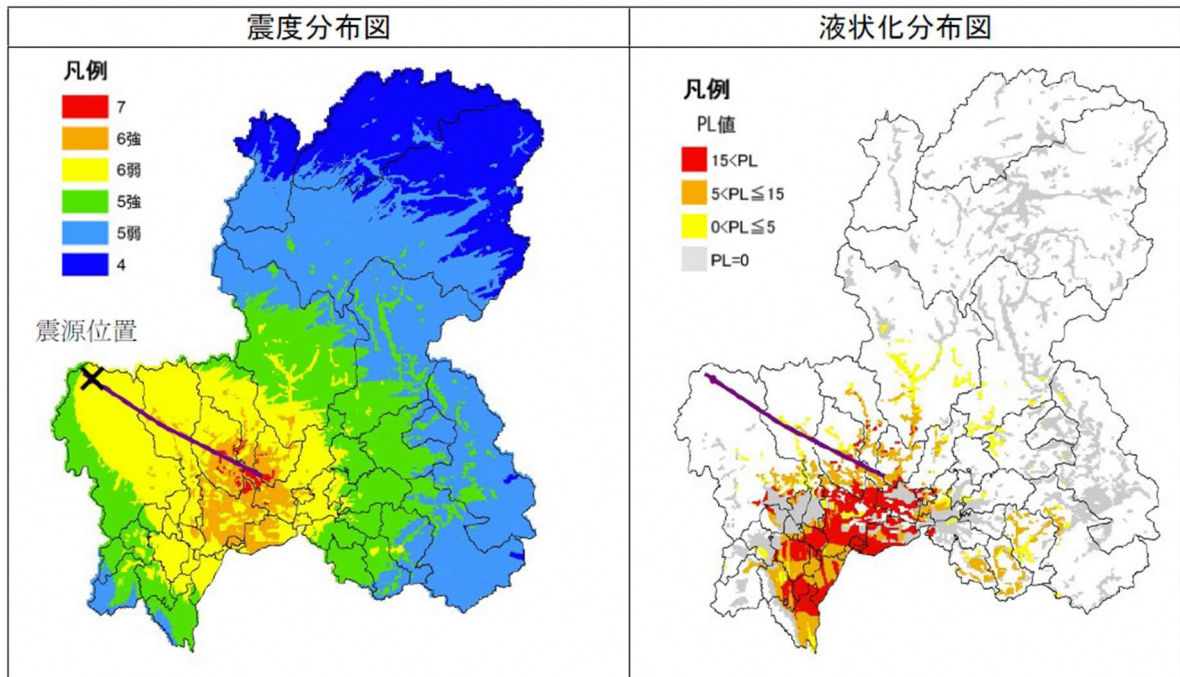 震度分布図
凡例
7
6強
6弱
5強
5弱
4
震源位置
液状化分布図
凡例
PL値
15<PL
5<PL≦15
0<PL≦5
PL=0